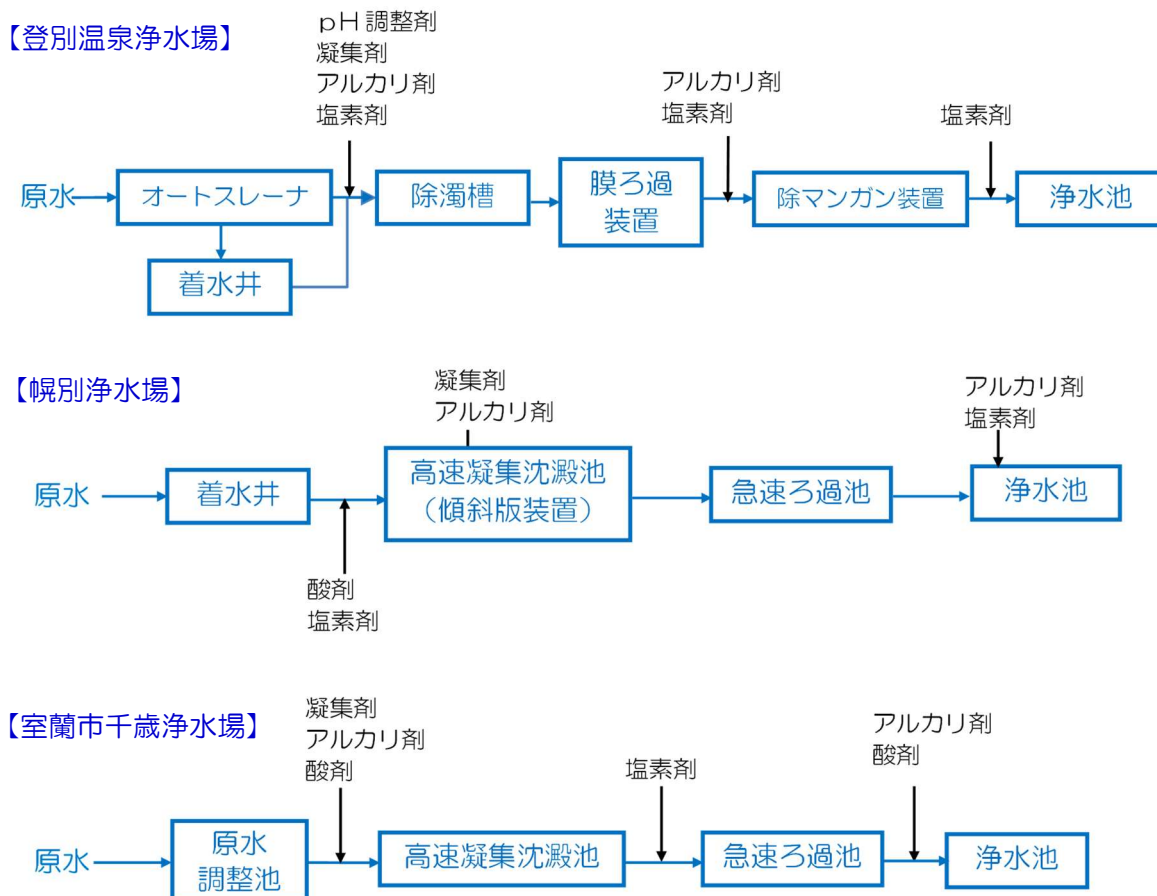 【登別温泉浄水場】
pH調整剤
凝集剤
アルカリ剤
塩素剤
アルカリ剤
塩素剤
塩素剤
原水
オートスレーナ
除濁槽
膜ろ過
装置
除マンガン装置
浄水池
着水井
【幌別浄水場】
凝集剤
アルカリ剤
アルカリ剤
塩素剤
原水
着水井
高速凝集沈澱池
（傾斜版装置）
急速ろ過池
浄水池
酸剤
塩素剤
【室蘭市千歳浄水場】
凝集剤
アルカリ剤
酸剤
塩素剤
アルカリ剤
酸剤
原水
原水
調整池
高速凝集沈澱池
急速ろ過池
浄水池